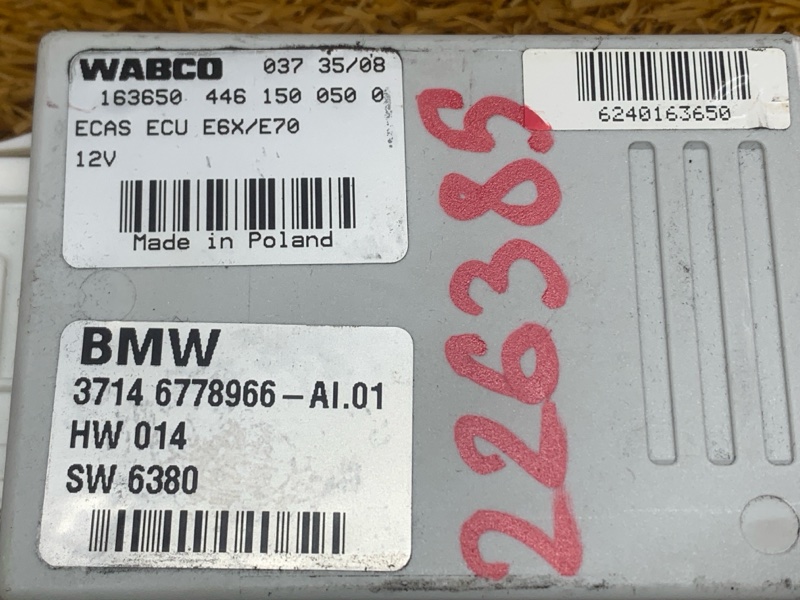 WABCO 037 35/08
163650 446 150 050 0
ECAS ECU E6X/E70
12V
Made in Poland
6240163650
BMW
3714 6778966-AI.01
HW 014
SW 6380
226385